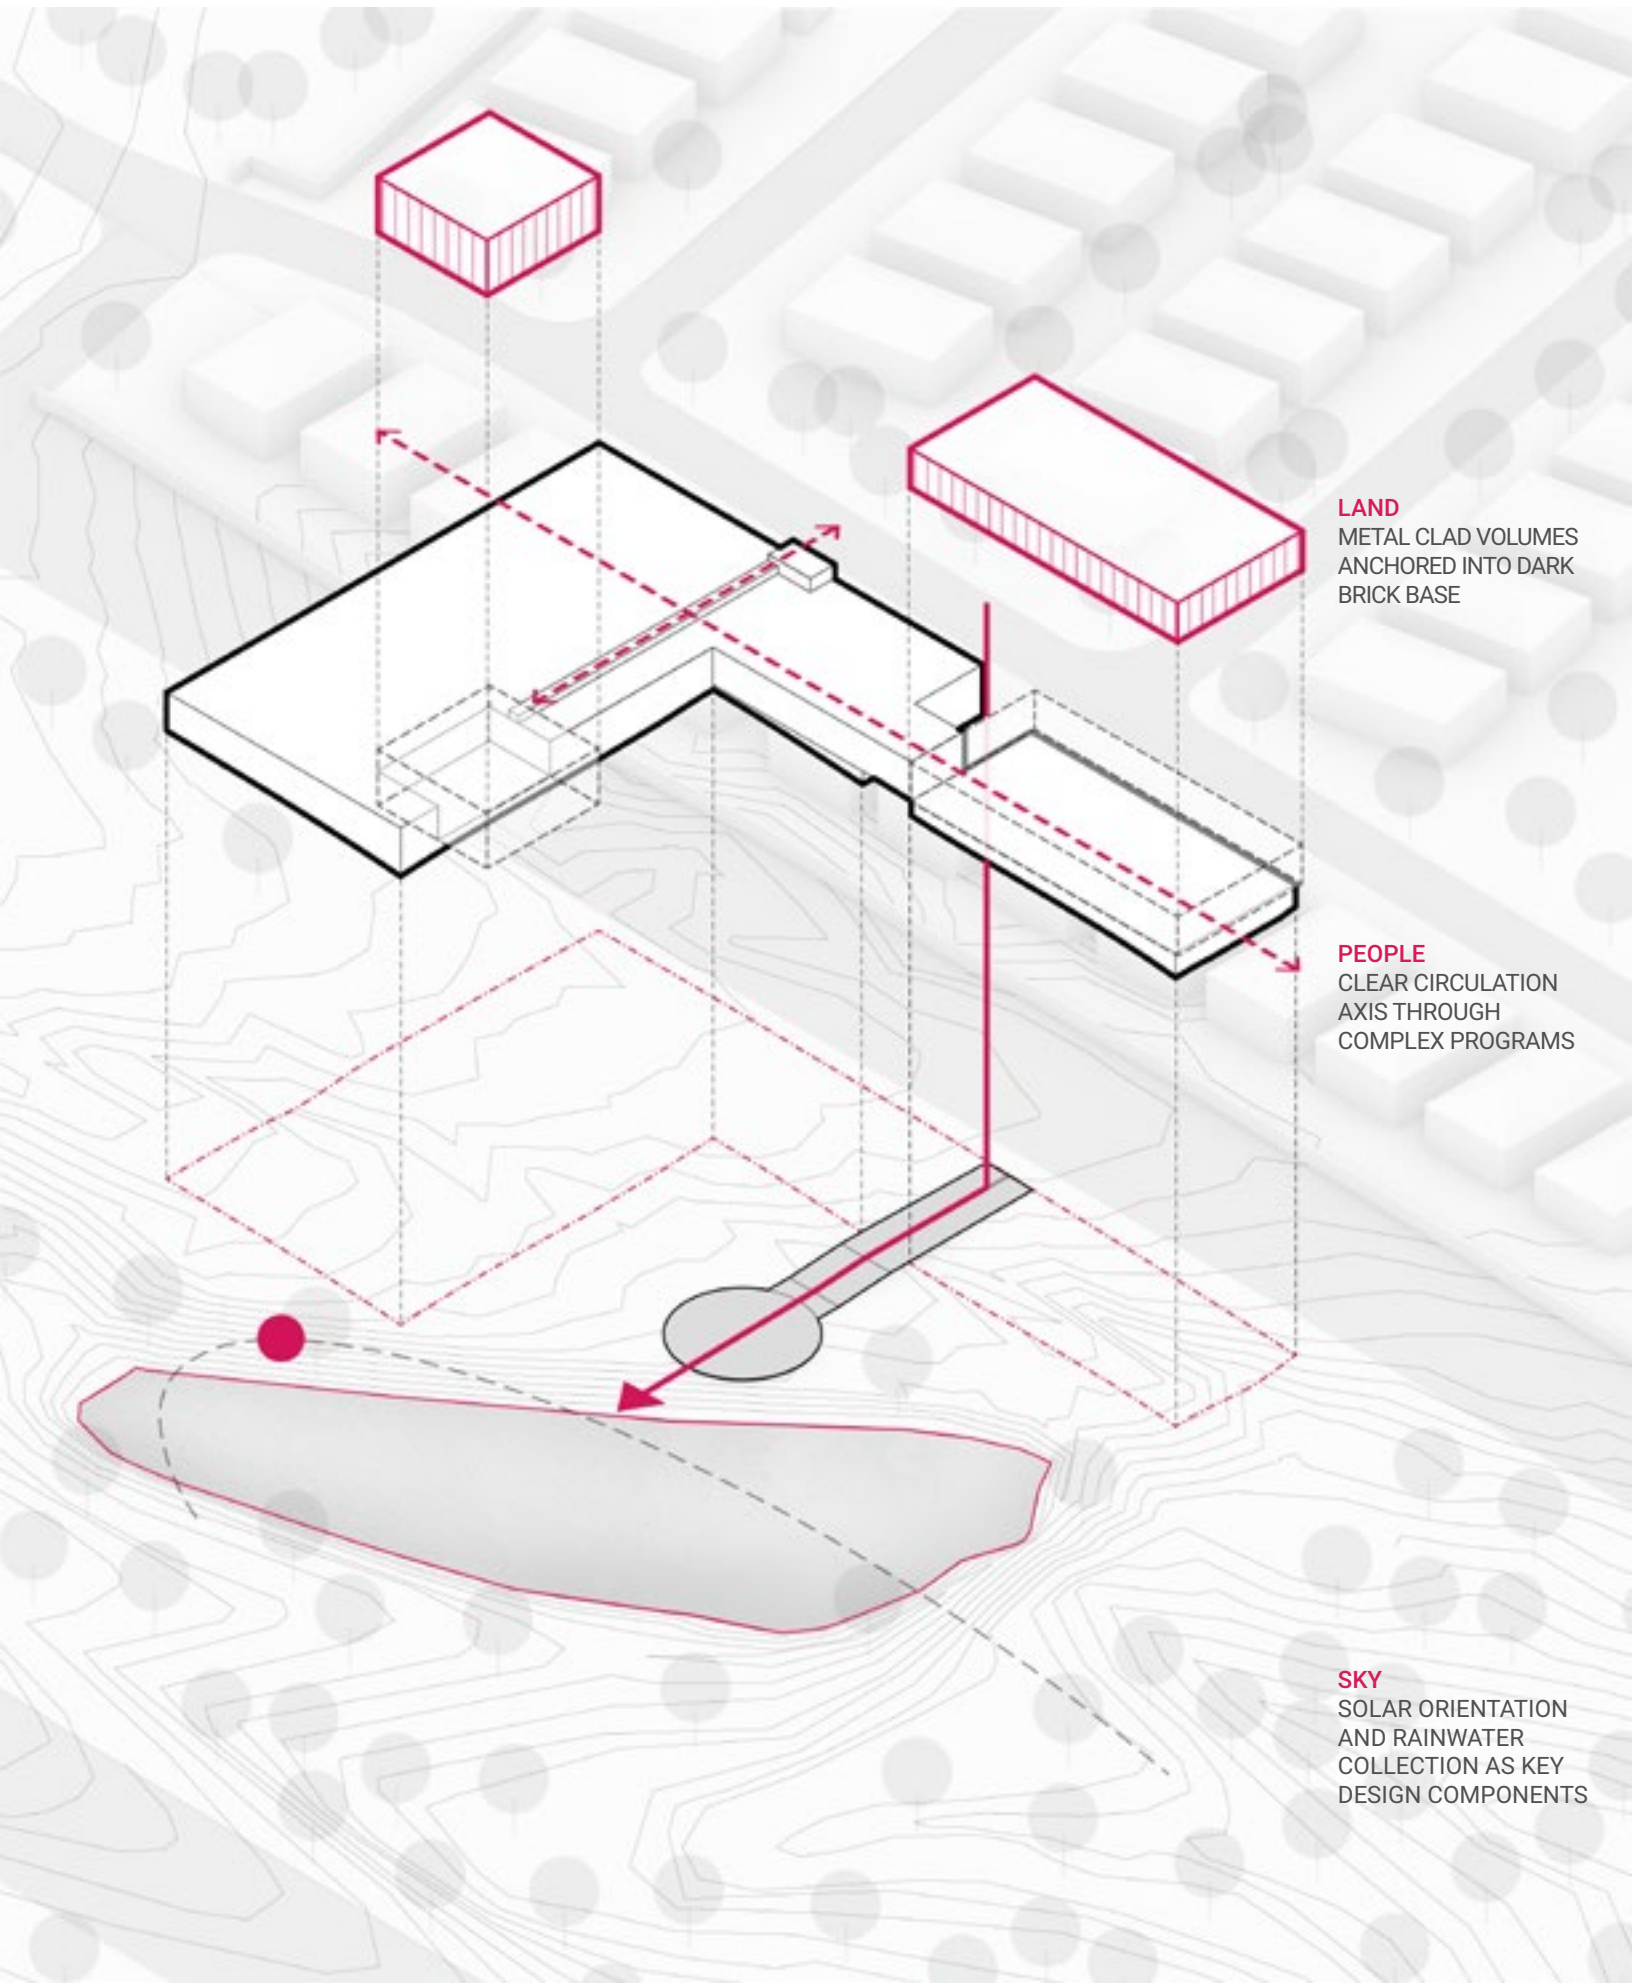 LAND
METAL CLAD VOLUMES
ANCHORED INTO DARK
BRICK BASE
PEOPLE
CLEAR CIRCULATION
AXIS THROUGH
COMPLEX PROGRAMS
SKY
SOLAR ORIENTATION
AND RAINWATER
COLLECTION AS KEY
DESIGN COMPONENTS